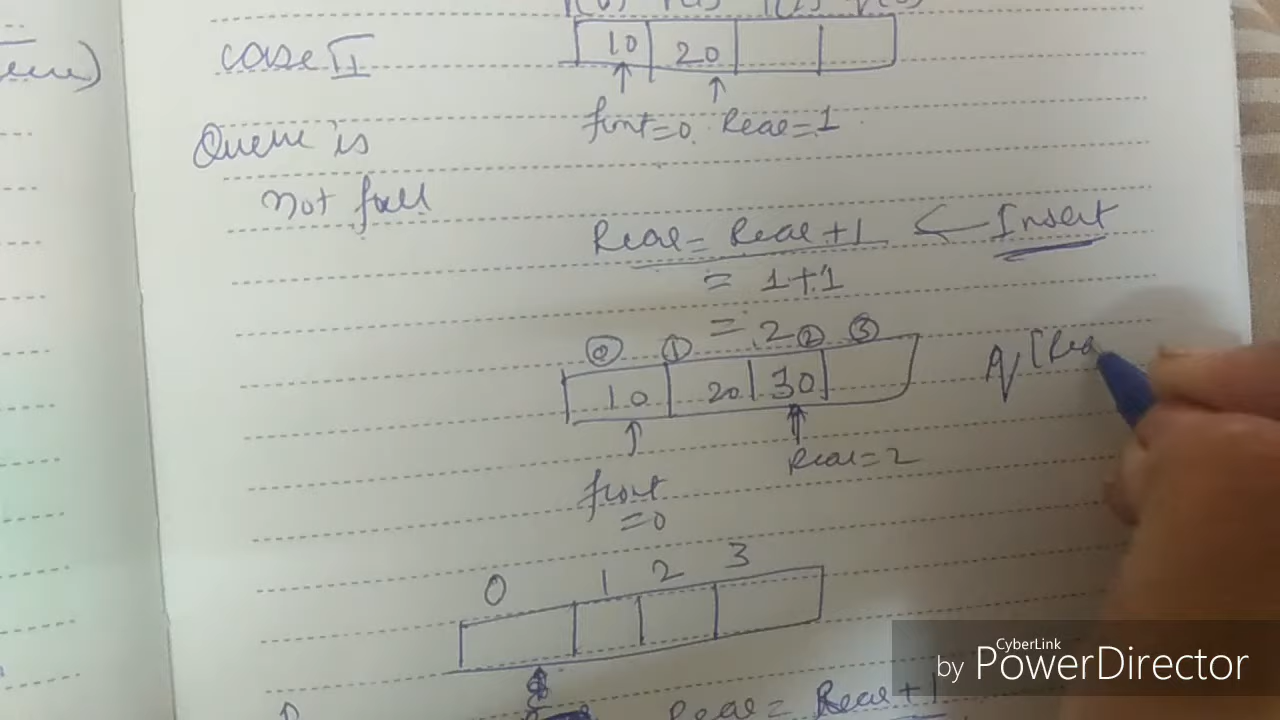 Case II
10 20
front=0 Rear=1
Queue is
not full
Rear = Rear + 1 ← Insert
= 1+1
= 2
0 1 2 3
10 20 30
q[Rea
Rear=2
front
=0
0 1 2 3
Rear = Rear + 1
CyberLink
by PowerDirector